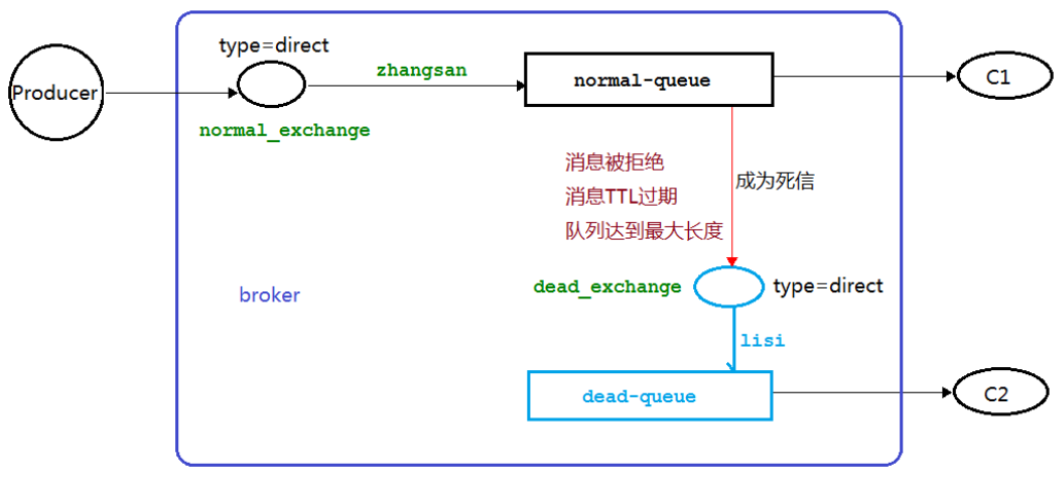 type=direct
zhangsan
normal-queue
C1
Producer
normal_exchange
消息被拒绝
消息TTL过期
队列达到最大长度
成为死信
broker
dead_exchange
type=direct
lisi
dead-queue
C2